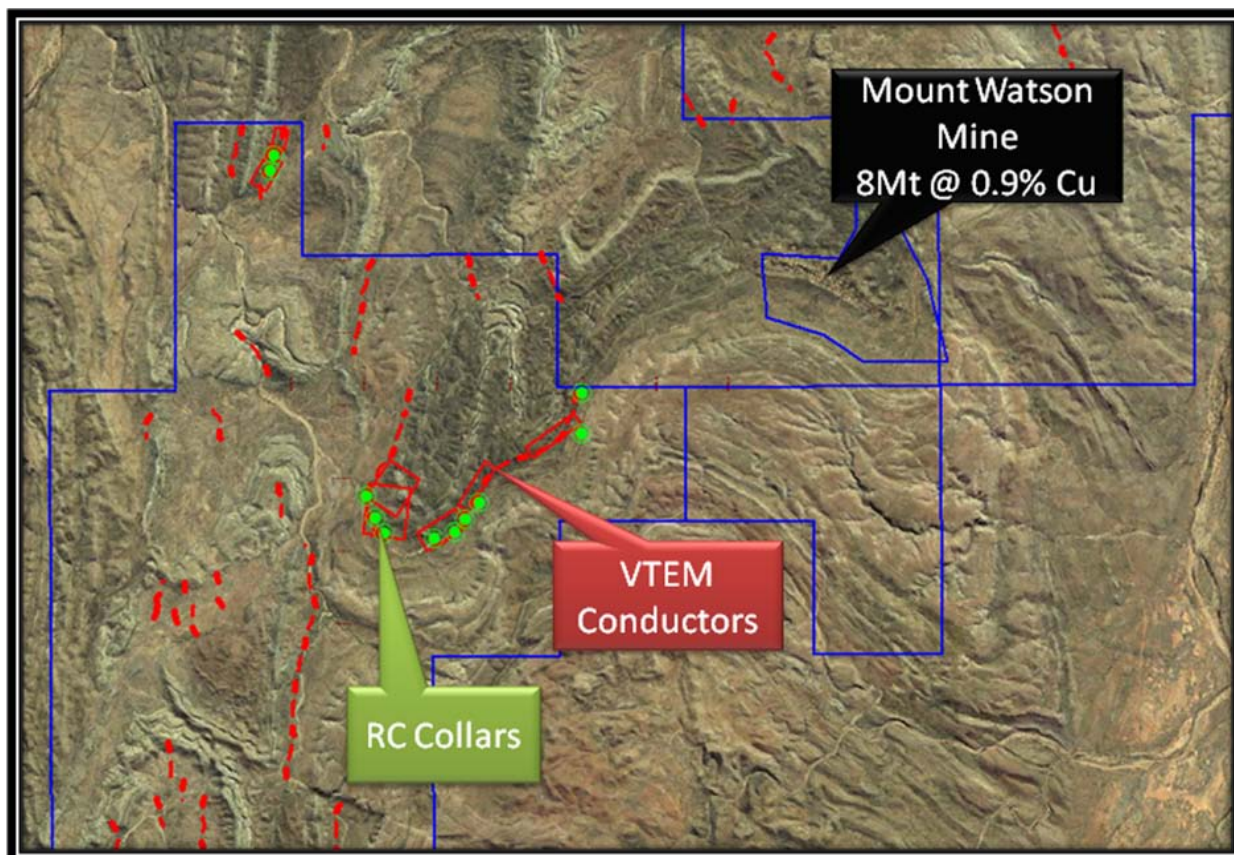 Mount Watson
Mine
8Mt @ 0.9% Cu
VTEM
Conductors
RC Collars